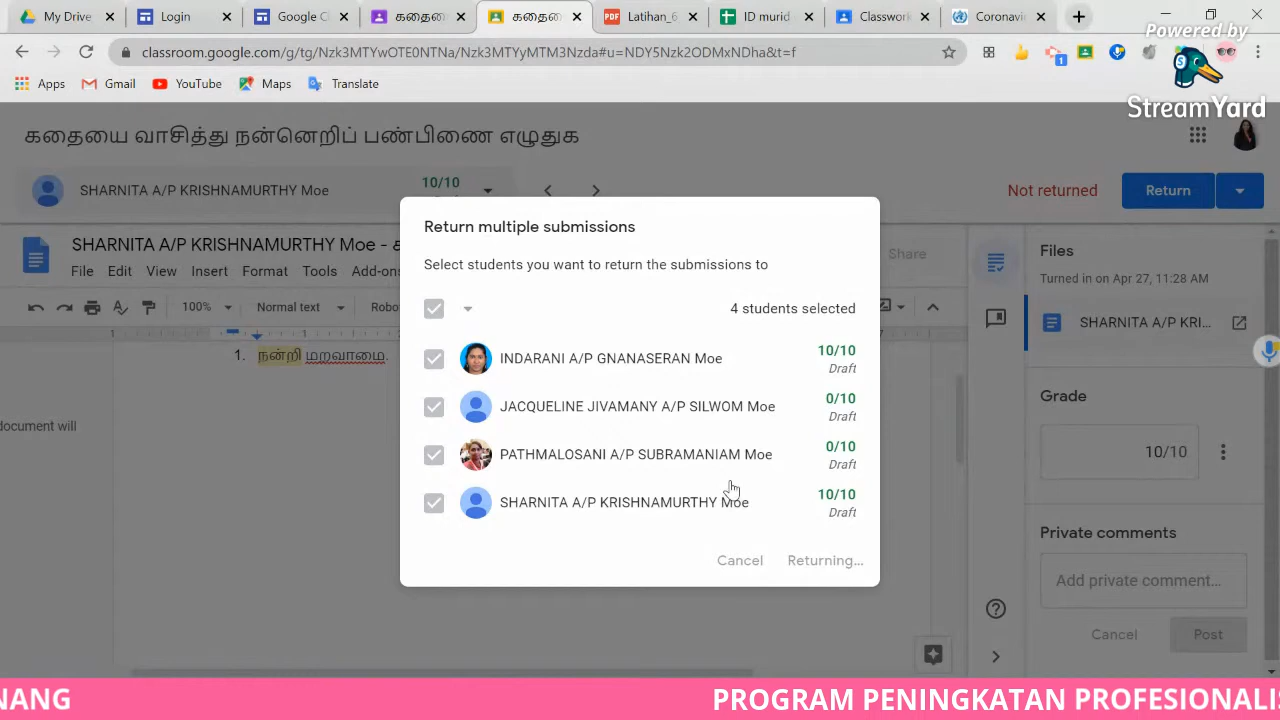 My Drive
Login
Google C
கதைை
கதைை
Latihan_6
ID murid
Classwork
Coronavir
classroom.google.com/g/tg/Nzk3MTYwOTE0NTNa/Nzk3MTYyMTM3Nzda#u=NDY5Nzk2ODMxNDha&t=f
1
Powered by
StreamYard
Apps
Gmail
YouTube
Maps
Translate
கதையை வாசித்து நன்னெறிப் பண்பிணை எழுதுக
SHARNITA A/P KRISHNAMURTHY Moe
10/10
Not returned
Return
SHARNITA A/P KRISHNAMURTHY Moe - க
Share
File Edit View Insert Format Tools Add-ons
100%
Normal text
Robo
1. நன்றி மறவாமை.
document will
Return multiple submissions
Select students you want to return the submissions to
4 students selected
INDARANI A/P GNANASERAN Moe
10/10
Draft
JACQUELINE JIVAMANY A/P SILWOM Moe
0/10
Draft
PATHMALOSANI A/P SUBRAMANIAM Moe
0/10
Draft
SHARNITA A/P KRISHNAMURTHY Moe
10/10
Draft
Cancel
Returning...
Files
Turned in on Apr 27, 11:28 AM
SHARNITA A/P KRI...
Grade
10/10
Private comments
Add private comment...
Cancel
Post
NANG
PROGRAM PENINGKATAN PROFESIONALIS